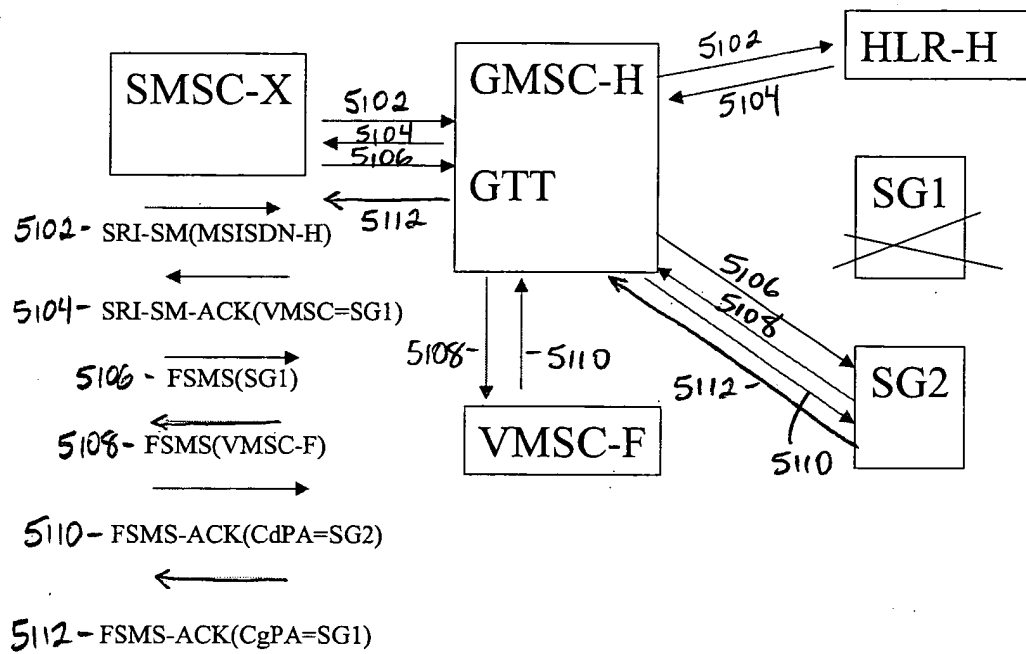 SMSC-X
GMSC-H
GTT
HLR-H
SG1
SG2
VMSC-F
5102
5104
5106
5112
5102
5104
5106
5108
5112-
5110
5108-
-5110
5102- SRI-SM(MSISDN-H)
5104- SRI-SM-ACK(VMSC=SG1)
5106 - FSMS(SG1)
5108- FSMS(VMSC-F)
5110- FSMS-ACK(CdPA=SG2)
5112- FSMS-ACK(CgPA=SG1)